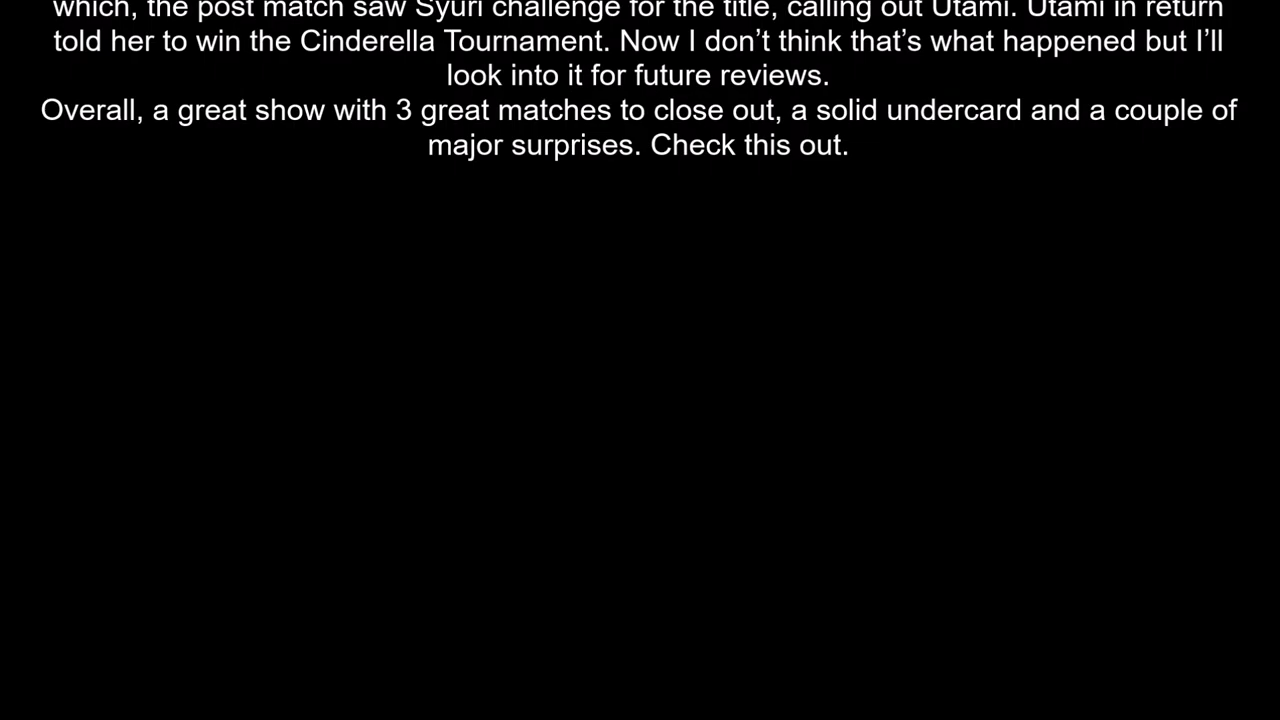 which, the post match saw Syuri challenge for the title, calling out Utami. Utami in return
told her to win the Cinderella Tournament. Now I don’t think that’s what happened but I’ll
look into it for future reviews.
Overall, a great show with 3 great matches to close out, a solid undercard and a couple of
major surprises. Check this out.